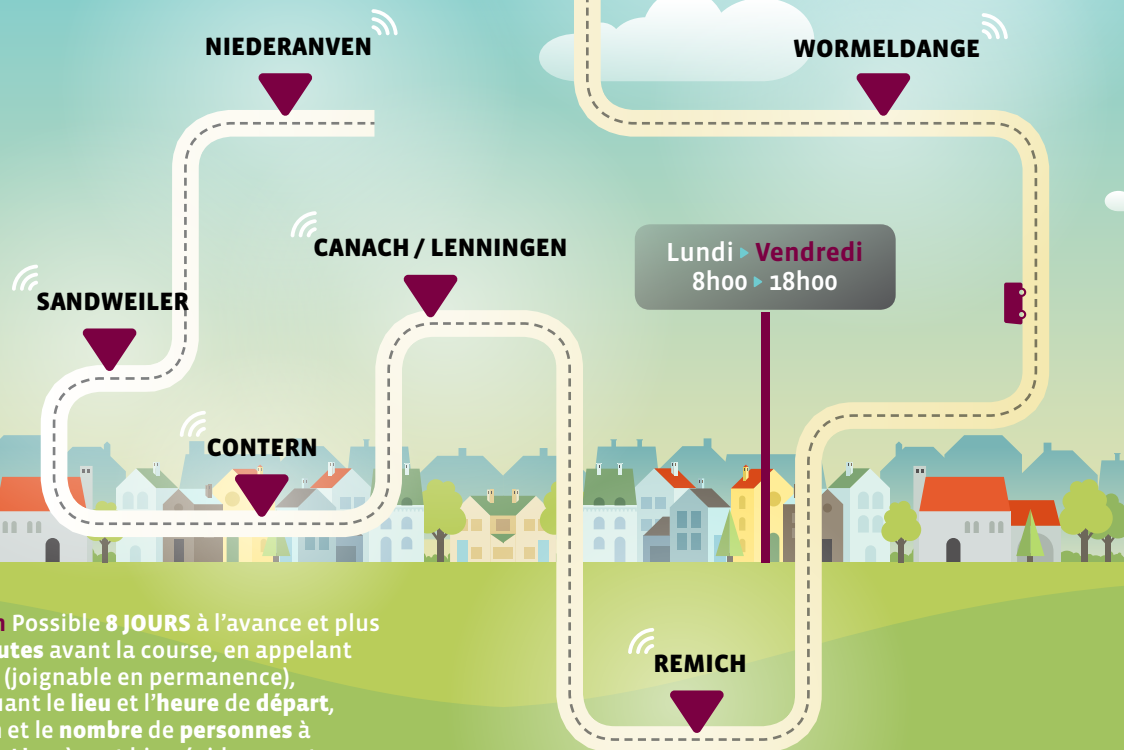 NIEDERANVEN
WORMELDANGE
CANACH / LENNINGEN
Lundi ▸ Vendredi
8h00 ▸ 18h00
SANDWEILER
CONTERN
REMICH
Possible 8 JOURS à l’avance et plus
avant la course, en appelant
(joignable en permanence),
le lieu et l’heure de départ,
et le nombre de personnes à